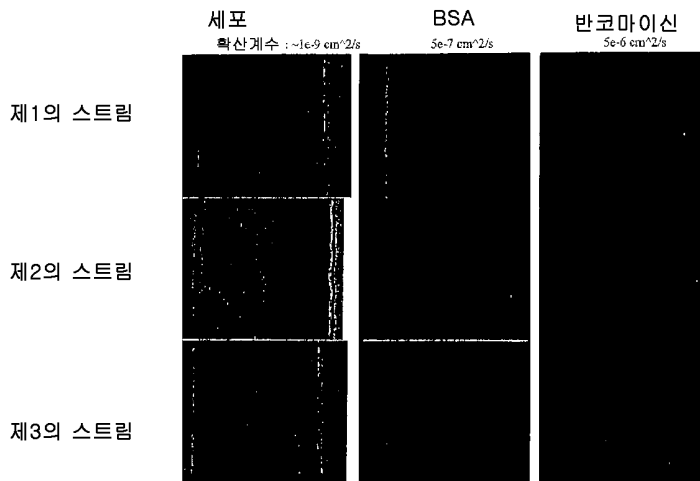 세포 BSA 반코마이신
확산계수 : ~1e-9 cm^2/s 5e-7 cm^2/s 5e-6 cm^2/s
제1의 스트림
제2의 스트림
제3의 스트림